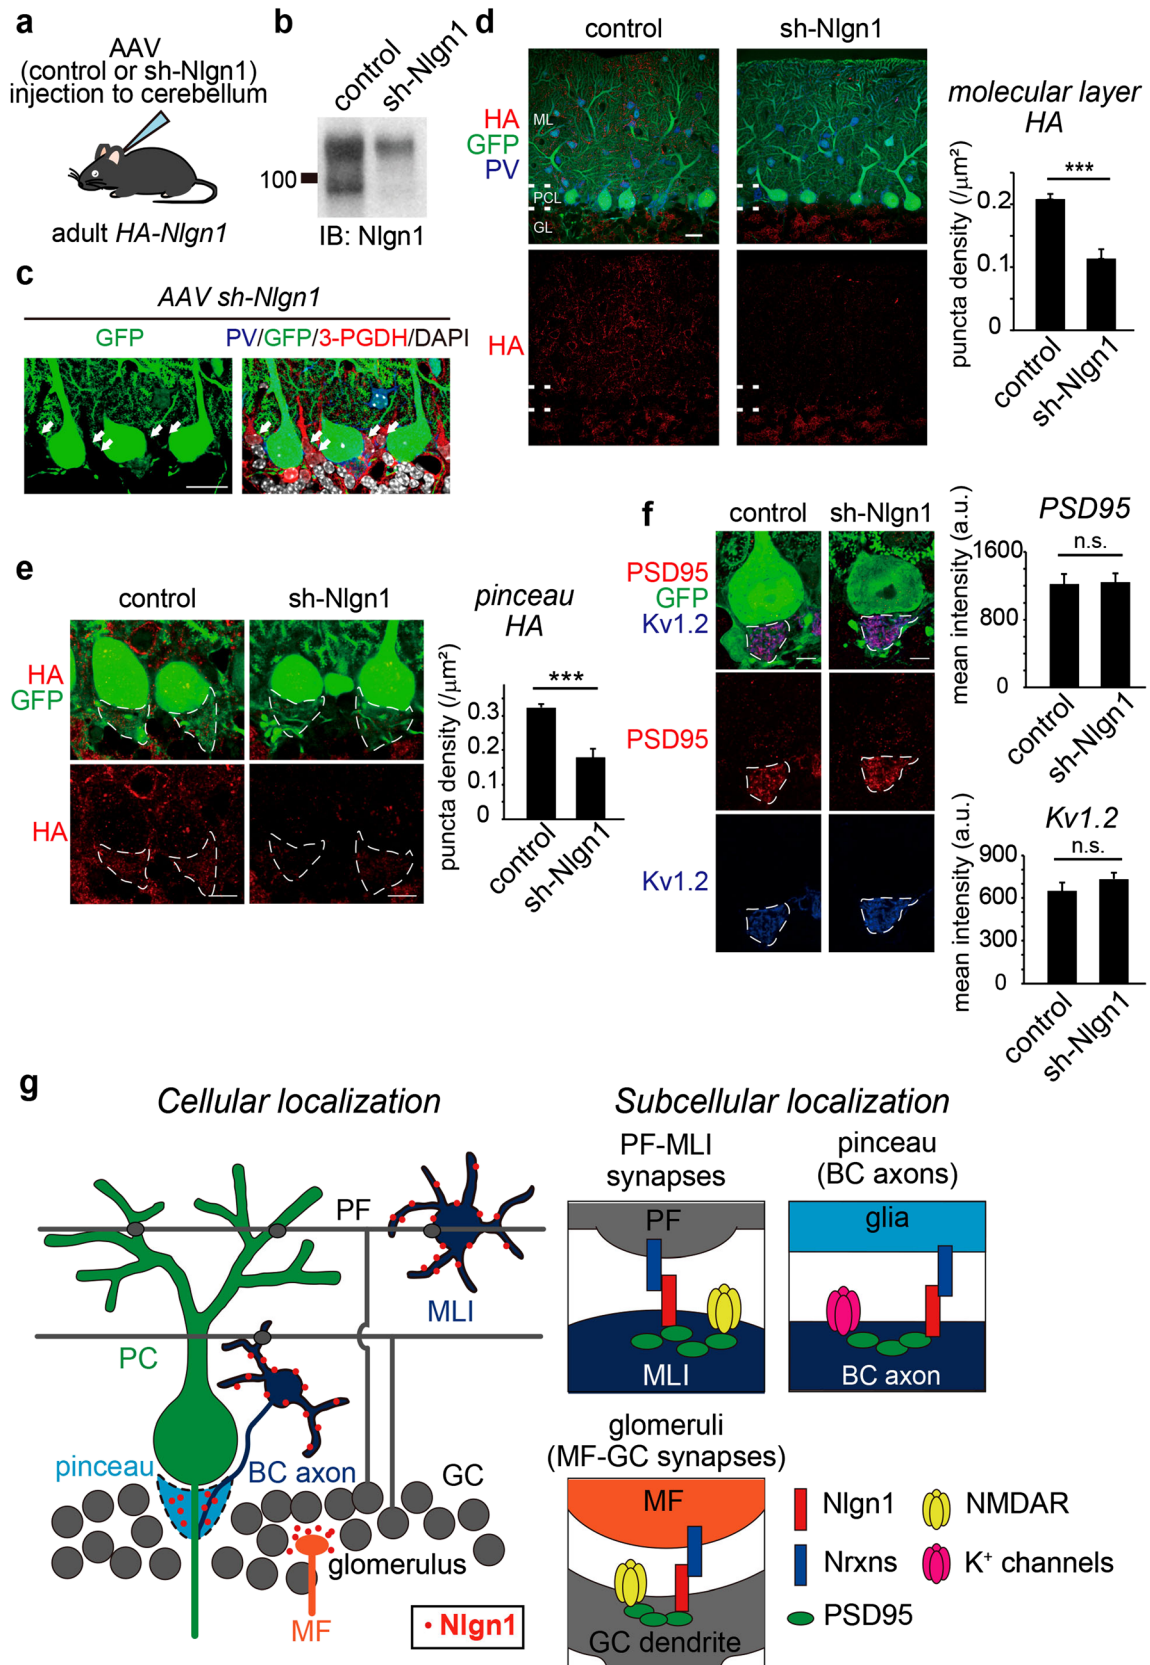 a
AAV
(control or sh-Nlgn1)
injection to cerebellum
adult HA-Nlgn1
b
control
sh-Nlgn1
100
IB: Nlgn1
c
AAV sh-Nlgn1
GFP
PV/GFP/3-PGDH/DAPI
d
control
sh-Nlgn1
HA
GFP
PV
ML
PCL
GL
HA
molecular layer
HA
***
puncta density (/μm²)
0.2
0.1
0
control
sh-Nlgn1
e
control
sh-Nlgn1
HA
GFP
HA
pinceau
HA
***
puncta density (/μm²)
0.3
0.2
0.1
0
control
sh-Nlgn1
f
control
sh-Nlgn1
PSD95
GFP
Kv1.2
PSD95
Kv1.2
PSD95
n.s.
mean intensity (a.u.)
1600
800
0
control
sh-Nlgn1
Kv1.2
n.s.
mean intensity (a.u.)
900
600
300
0
control
sh-Nlgn1
g
Cellular localization
PF
MLI
PC
pinceau
BC axon
GC
glomerulus
MF
• Nlgn1
Subcellular localization
PF-MLI
synapses
PF
MLI
pinceau
(BC axons)
glia
BC axon
glomeruli
(MF-GC synapses)
MF
GC dendrite
Nlgn1
NMDAR
Nrxns
K⁺ channels
PSD95